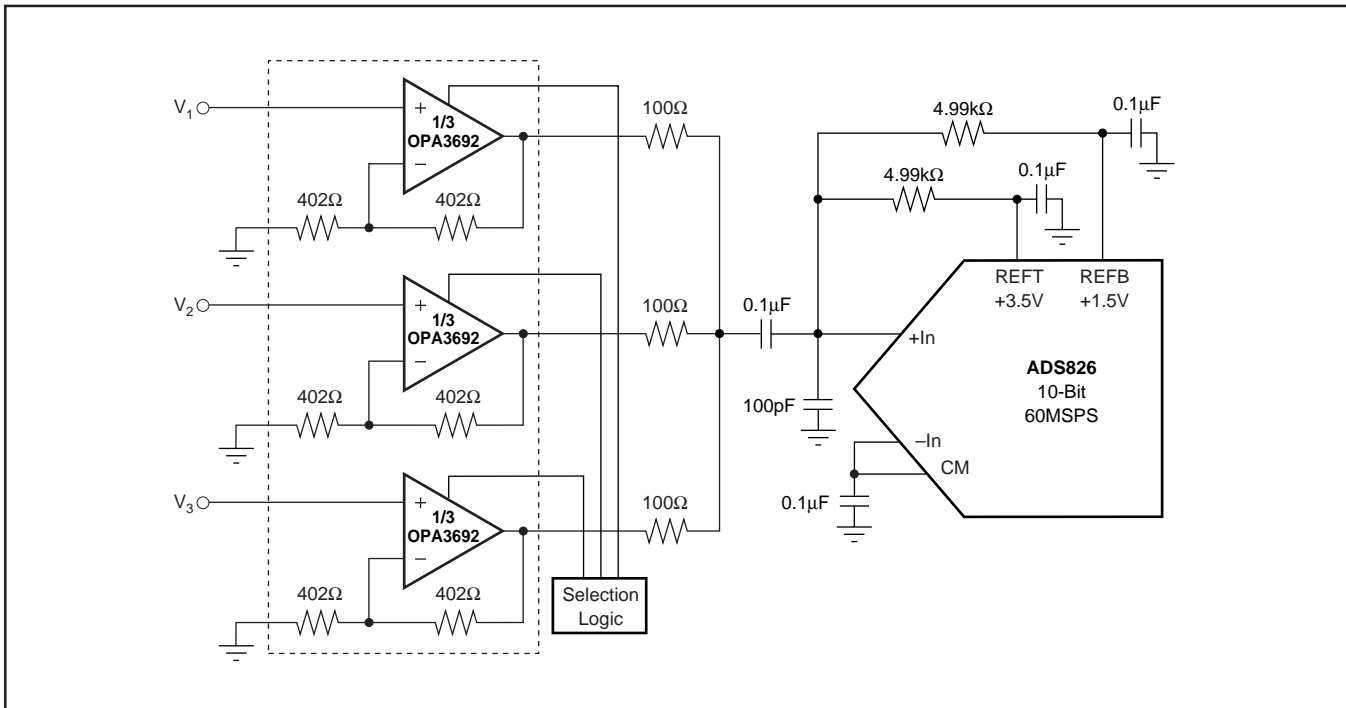 V1
+
1/3
OPA3692
−
402Ω
402Ω
100Ω
V2
+
1/3
OPA3692
−
402Ω
402Ω
100Ω
V3
+
1/3
OPA3692
−
402Ω
402Ω
100Ω
Selection
Logic
0.1µF
100pF
4.99kΩ
0.1µF
4.99kΩ
0.1µF
REFT
+3.5V
REFB
+1.5V
+In
ADS826
10-Bit
60MSPS
–In
CM
0.1µF